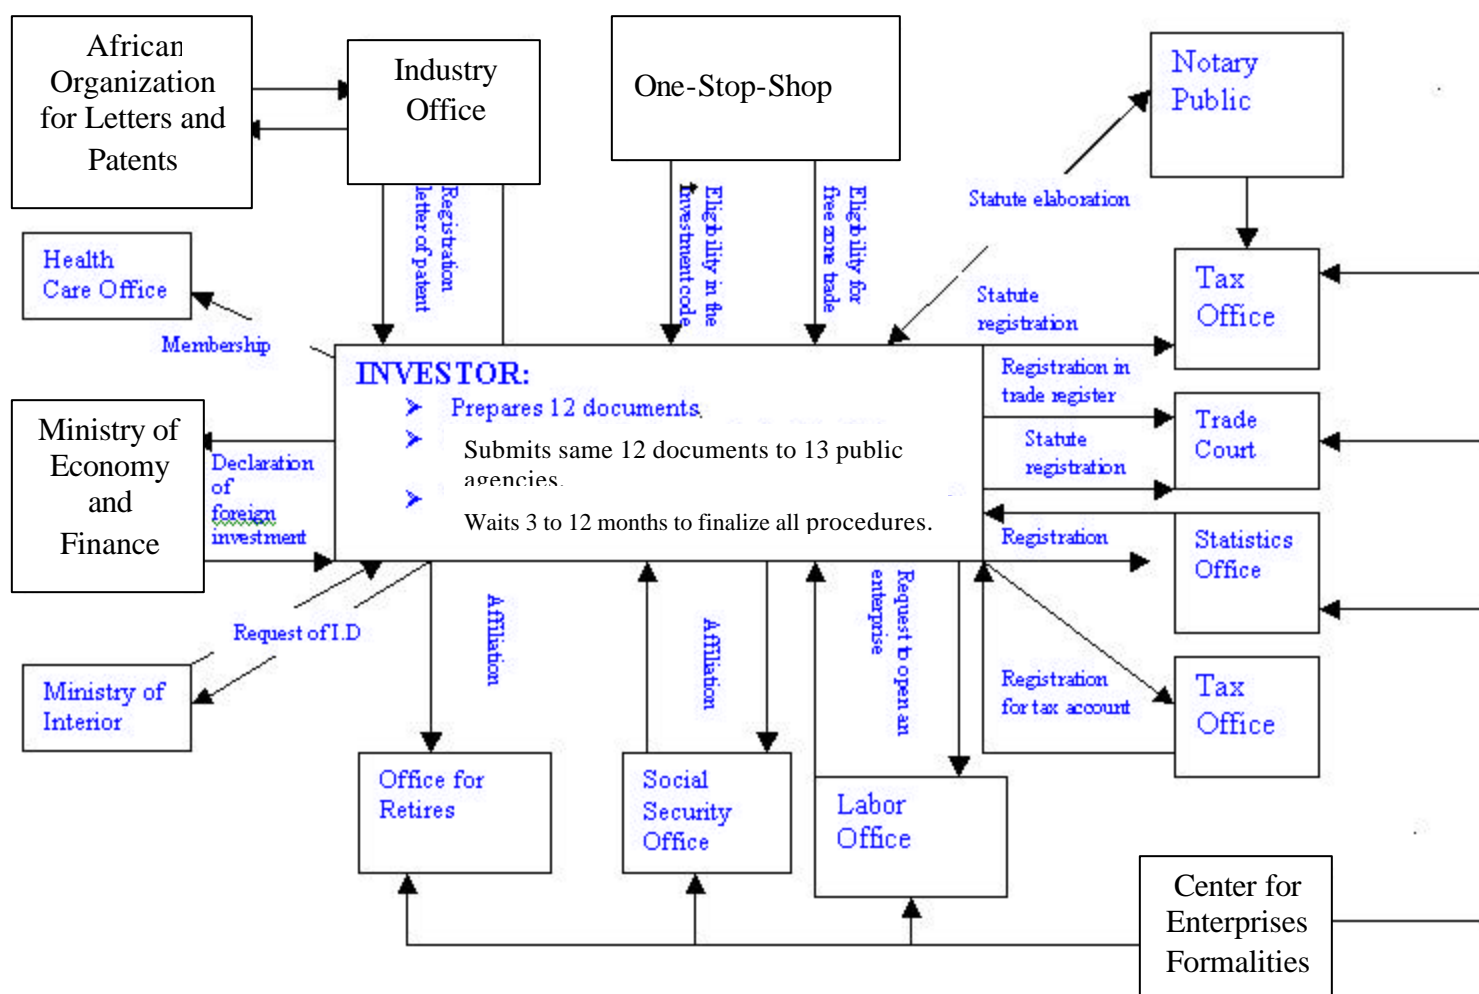 African
Organization
for Letters and
Patents
Industry
Office
One-Stop-Shop
Notary
Public
Registration
letter of patent
Eligibility in the
Investment code
Eligibility for
free zone trade
Statute elaboration
Health
Care Office
Membership
Tax
Office
Statute
registration
INVESTOR:
Prepares 12 documents.
Submits same 12 documents to 13 public
agencies.
Waits 3 to 12 months to finalize all procedures.
Registration in
trade register
Trade
Court
Statute
registration
Ministry of
Economy
and
Finance
Declaration
of
foreign
investment
Registration
Statistics
Office
Request of I.D
Ministry of
Interior
Affiliation
Affiliation
Request to open an
enterprise
Registration
for tax account
Tax
Office
Office for
Retires
Social
Security
Office
Labor
Office
Center for
Enterprises
Formalities